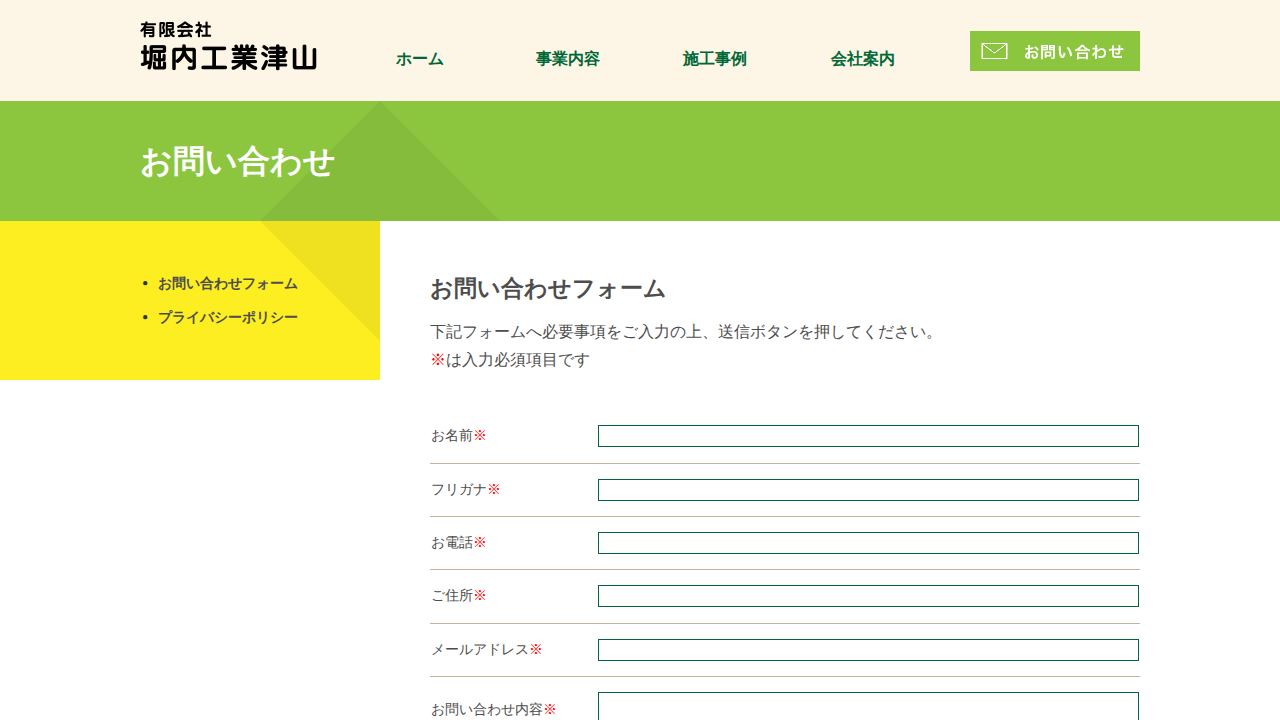 有限会社
堀内工業津山
ホーム
事業内容
施工事例
会社案内
お問い合わせ
お問い合わせ
お問い合わせフォーム
プライバシーポリシー
お問い合わせフォーム
下記フォームへ必要事項をご入力の上、送信ボタンを押してください。
※は入力必須項目です
お名前※
フリガナ※
お電話※
ご住所※
メールアドレス※
お問い合わせ内容※